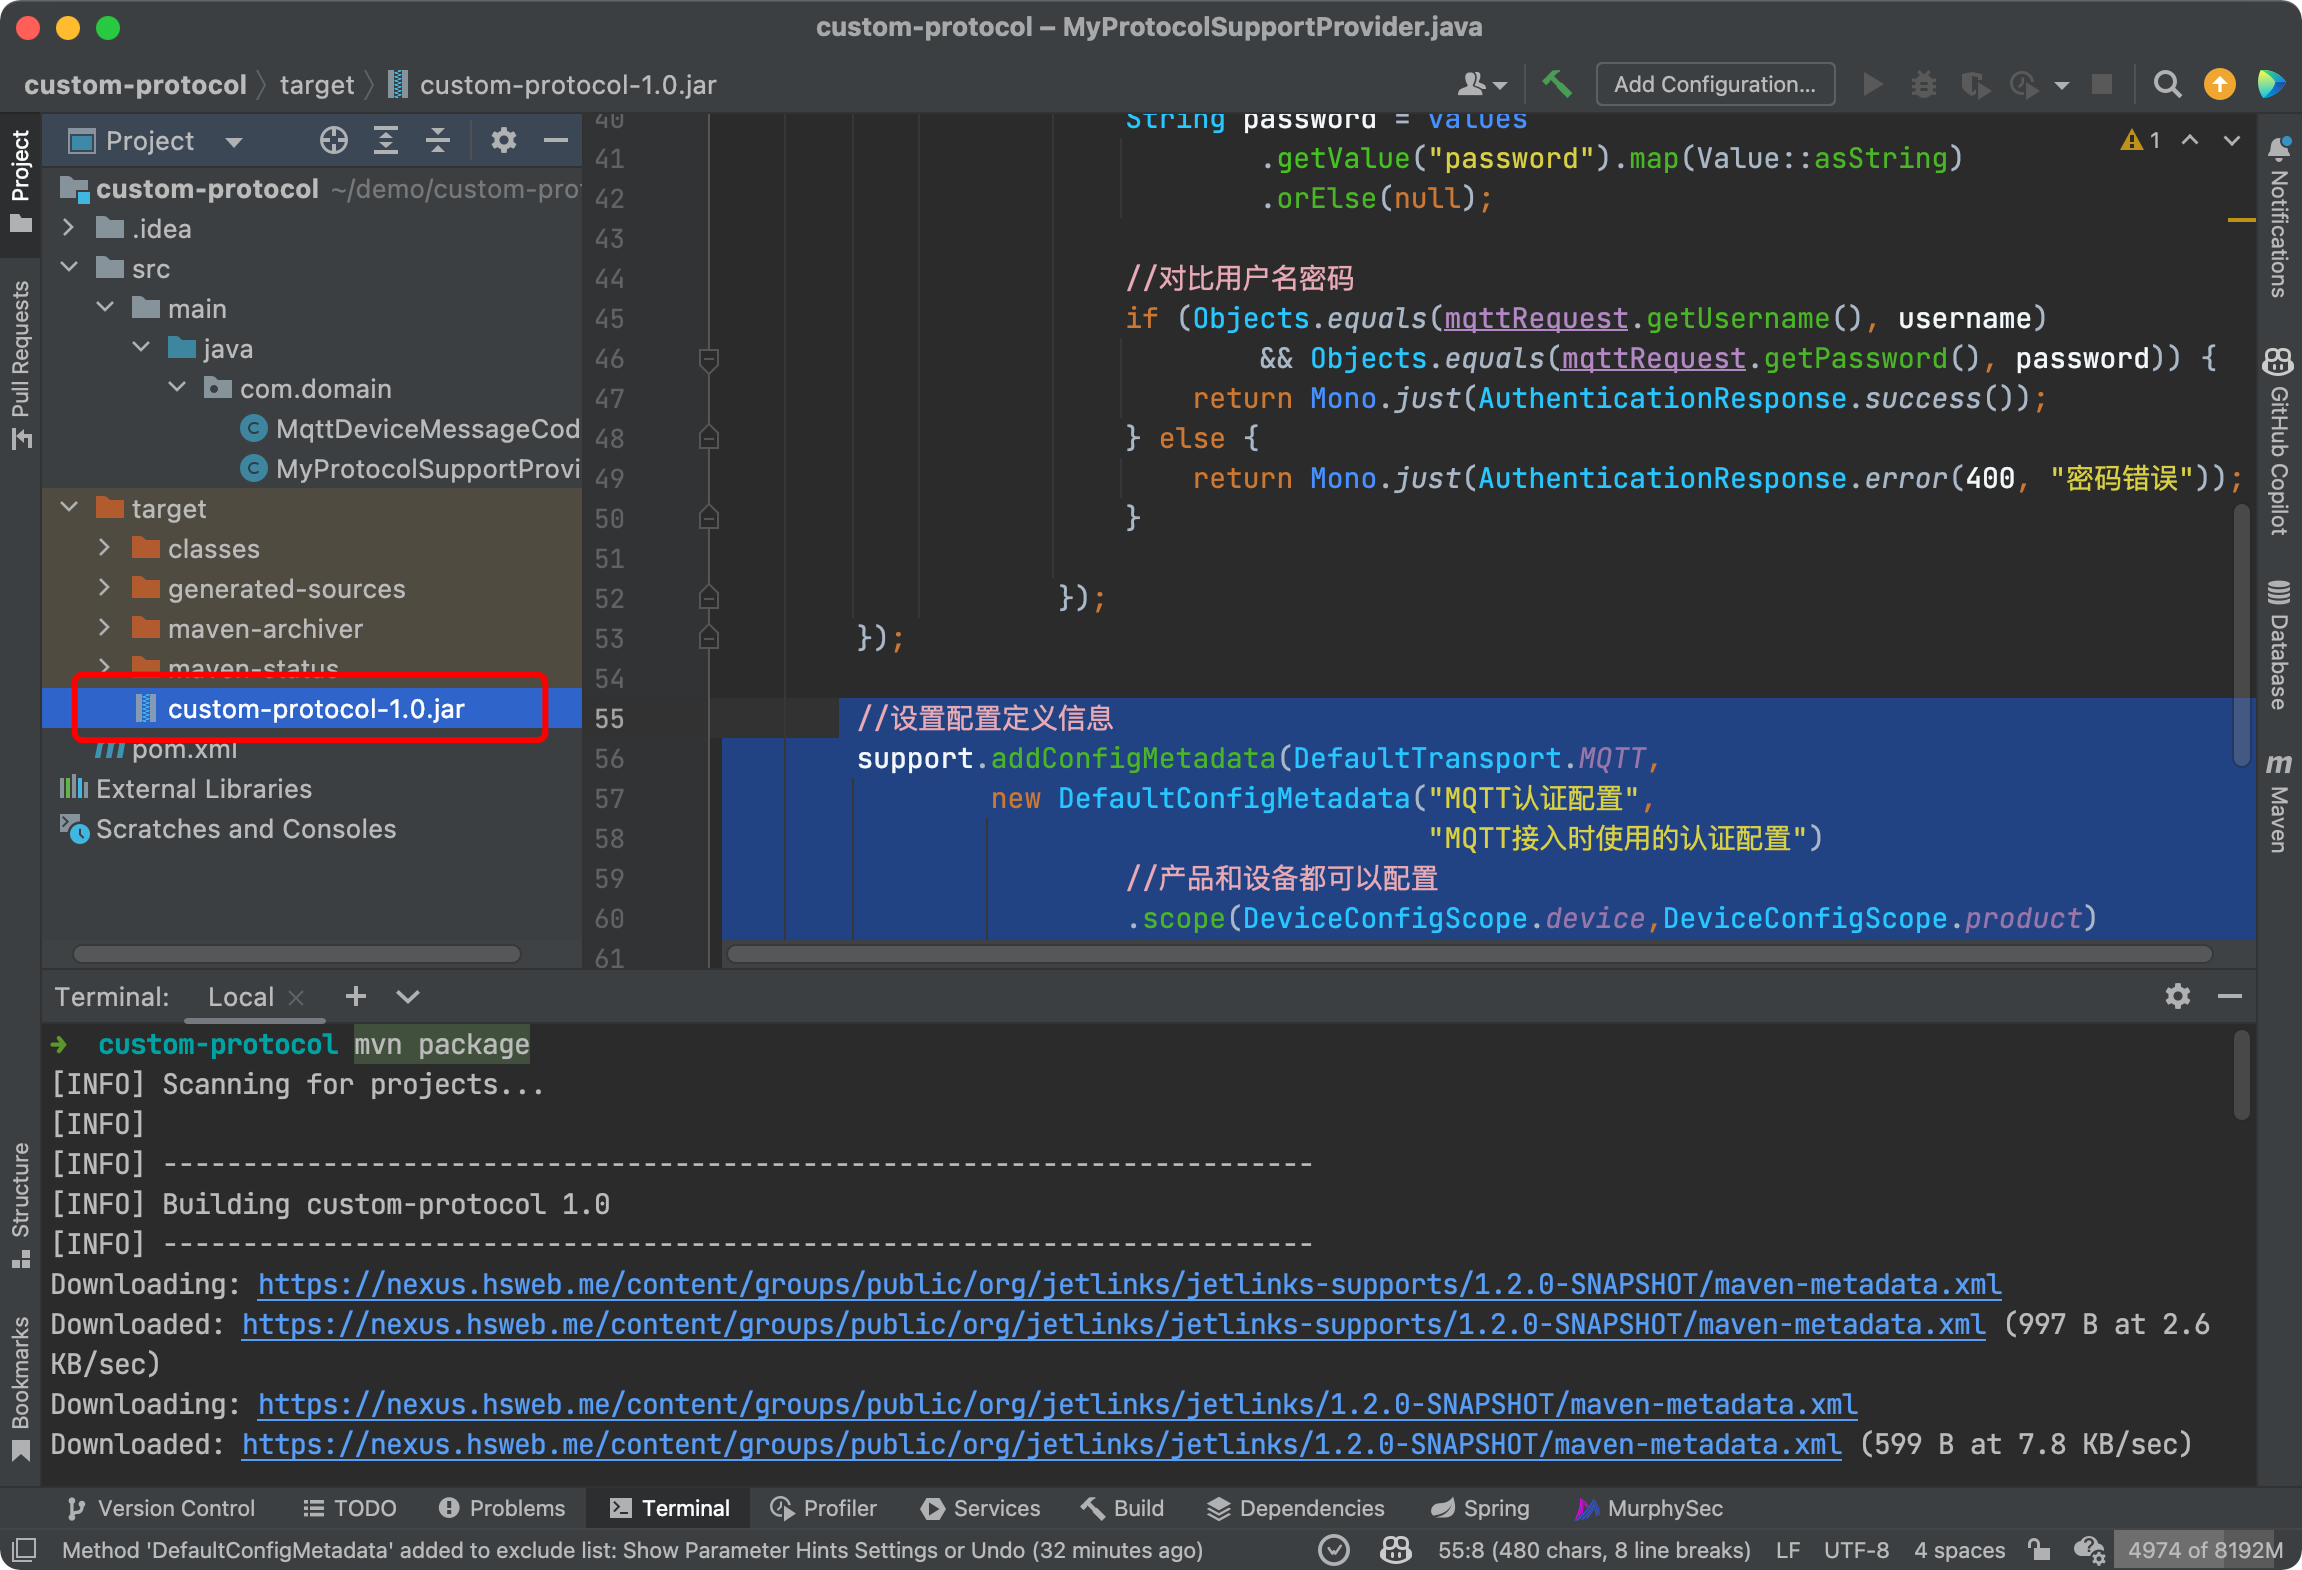 custom-protocol – MyProtocolSupportProvider.java
custom-protocol target custom-protocol-1.0.jar
Add Configuration...
Project
Pull Requests
Structure
Bookmarks
Project
custom-protocol ~/demo/custom-pro
.idea
src
main
java
com.domain
MqttDeviceMessageCod
MyProtocolSupportProvi
target
classes
generated-sources
maven-archiver
maven-status
custom-protocol-1.0.jar
pom.xml
External Libraries
Scratches and Consoles
1
40 String password = values
41 .getValue("password").map(Value::asString)
42 .orElse(null);
43
44 //对比用户名密码
45 if (Objects.equals(mqttRequest.getUsername(), username)
46 && Objects.equals(mqttRequest.getPassword(), password)) {
47 return Mono.just(AuthenticationResponse.success());
48 } else {
49 return Mono.just(AuthenticationResponse.error(400, "密码错误"));
50 }
51
52 });
53 });
54
55 //设置配置定义信息
56 support.addConfigMetadata(DefaultTransport.MQTT,
57 new DefaultConfigMetadata("MQTT认证配置",
58 "MQTT接入时使用的认证配置")
59 //产品和设备都可以配置
60 .scope(DeviceConfigScope.device,DeviceConfigScope.product)
61
Notifications
GitHub Copilot
Database
m Maven
Terminal: Local
custom-protocol mvn package
[INFO] Scanning for projects...
[INFO]
[INFO] ------------------------------------------------------------------------
[INFO] Building custom-protocol 1.0
[INFO] ------------------------------------------------------------------------
Downloading: https://nexus.hsweb.me/content/groups/public/org/jetlinks/jetlinks-supports/1.2.0-SNAPSHOT/maven-metadata.xml
Downloaded: https://nexus.hsweb.me/content/groups/public/org/jetlinks/jetlinks-supports/1.2.0-SNAPSHOT/maven-metadata.xml (997 B at 2.6
KB/sec)
Downloading: https://nexus.hsweb.me/content/groups/public/org/jetlinks/jetlinks/1.2.0-SNAPSHOT/maven-metadata.xml
Downloaded: https://nexus.hsweb.me/content/groups/public/org/jetlinks/jetlinks/1.2.0-SNAPSHOT/maven-metadata.xml (599 B at 7.8 KB/sec)
Version Control TODO Problems Terminal Profiler Services Build Dependencies Spring MurphySec
Method 'DefaultConfigMetadata' added to exclude list: Show Parameter Hints Settings or Undo (32 minutes ago) 55:8 (480 chars, 8 line breaks) LF UTF-8 4 spaces 4974 of 8192M